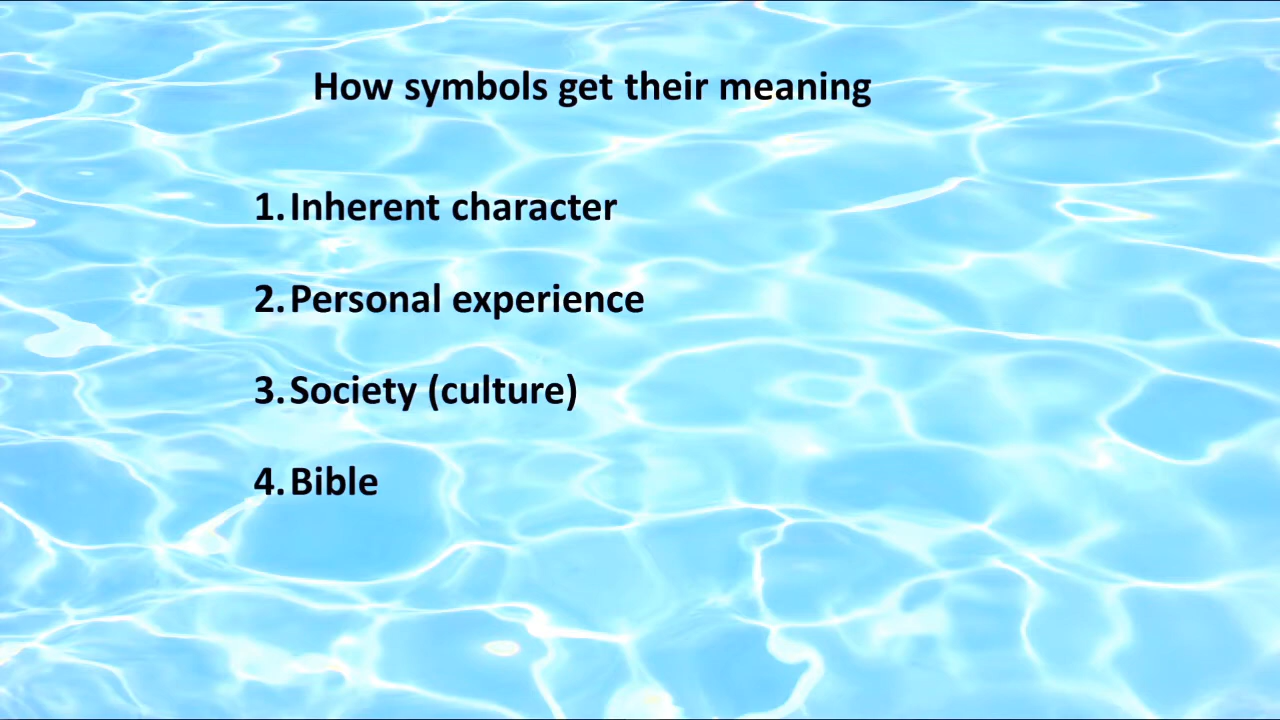 How symbols get their meaning
1. Inherent character
2. Personal experience
3. Society (culture)
4. Bible